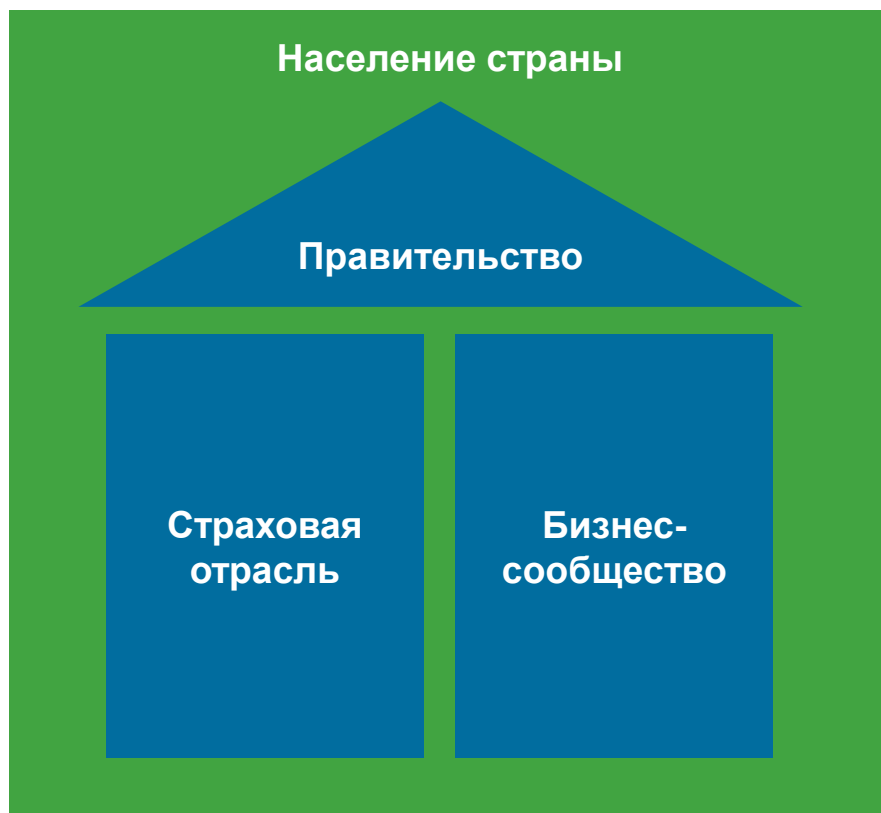 Население страны
Правительство
Страховая
отрасль
Бизнес-
сообщество